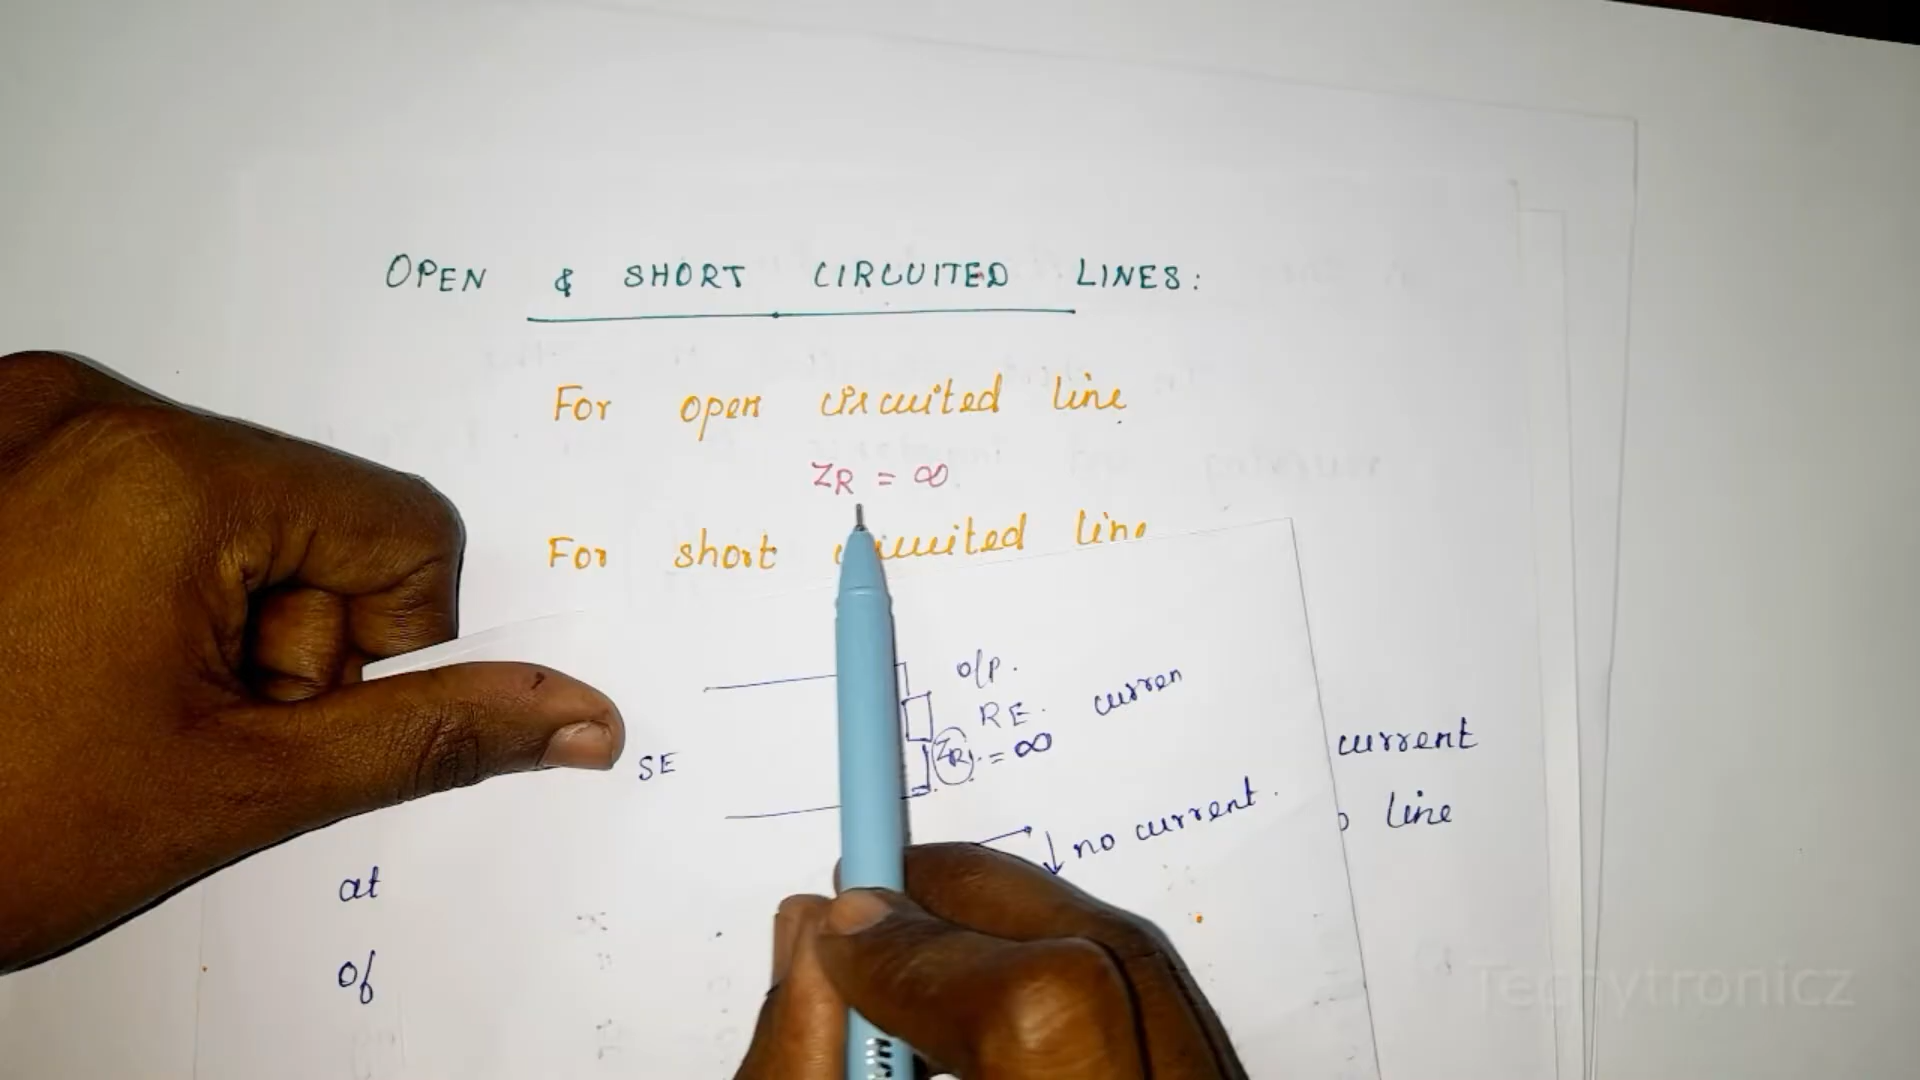 OPEN & SHORT CIRCUITED LINES:
For open circuited line
ZR = ∞
For short circuited line
O/P.
RE. curren
SE
ZR = ∞
current
no current.
line
at
of
Techytronicz